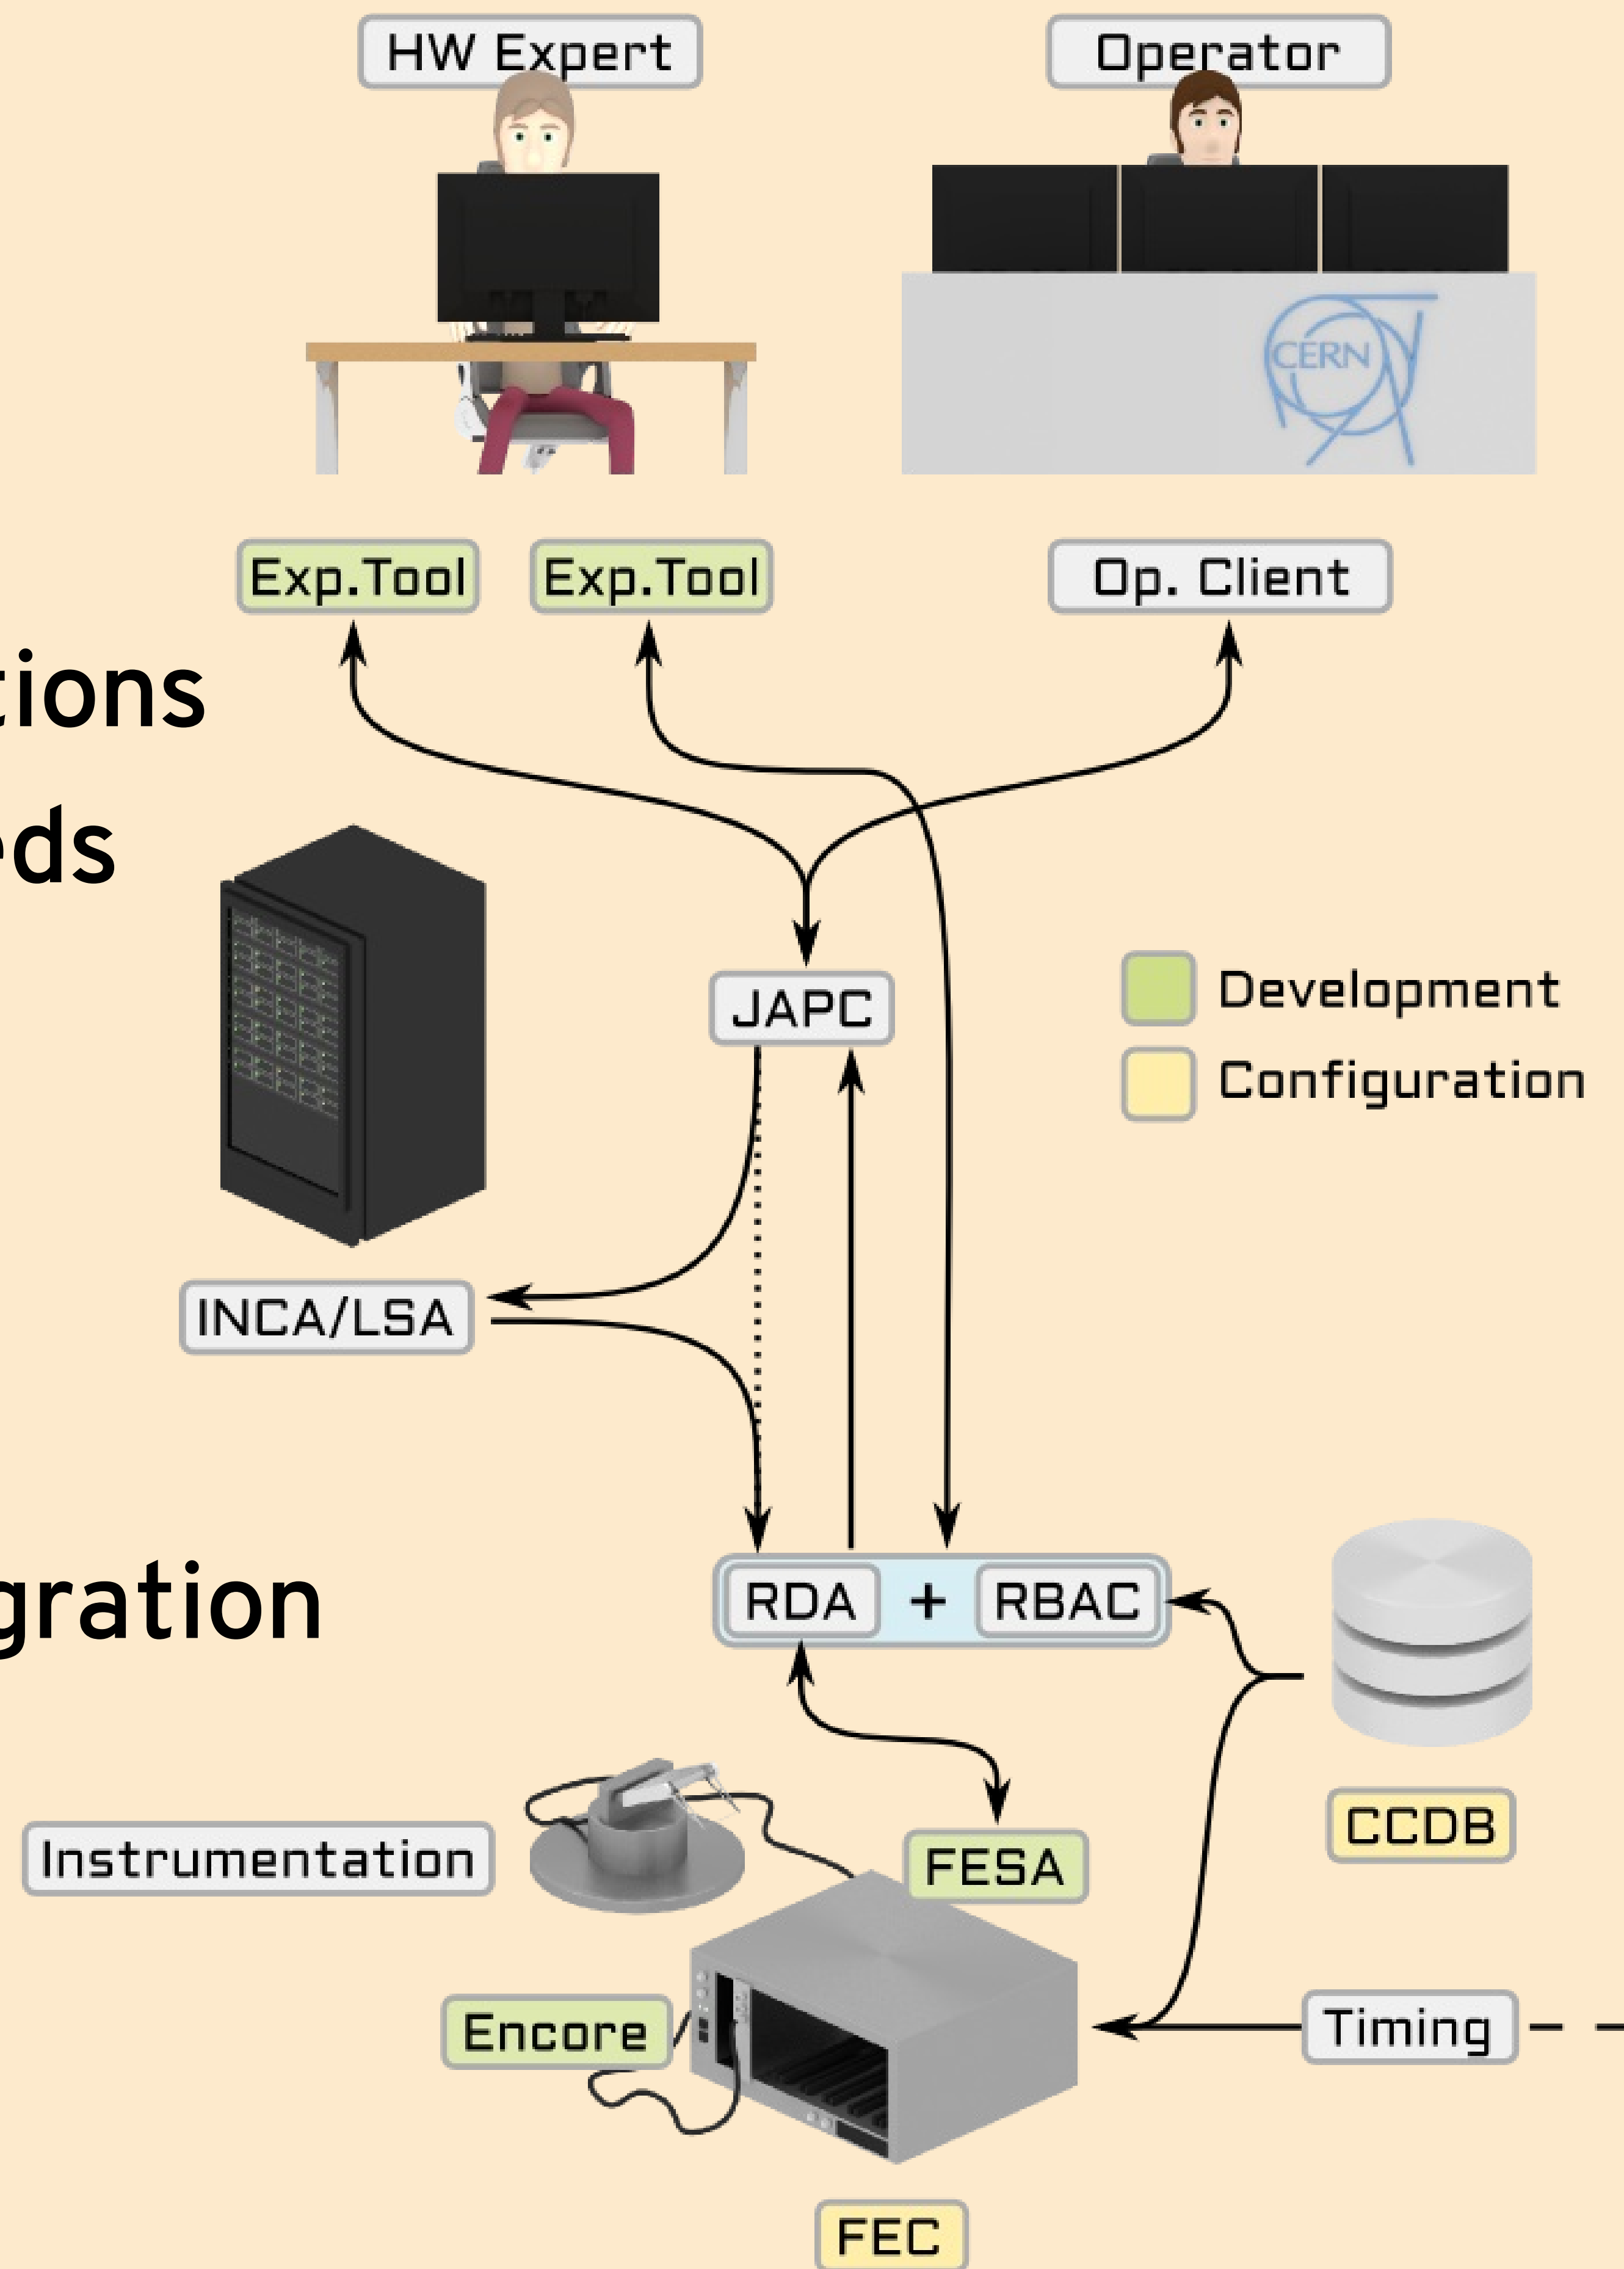 HW Expert
Operator
CERN
Exp.Tool
Exp.Tool
Op. Client
tions
eds
JAPC
Development
Configuration
INCA/LSA
gration
RDA + RBAC
CCDB
Instrumentation
FESA
Encore
Timing
FEC